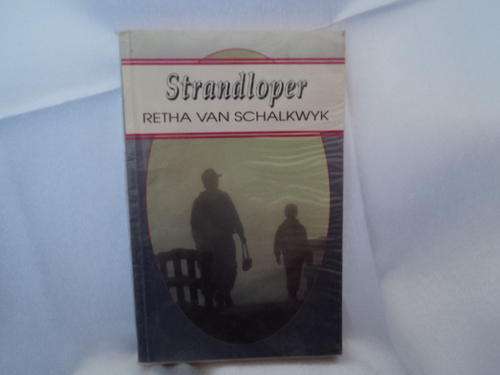 Strandloper
RETHA VAN SCHALKWYK